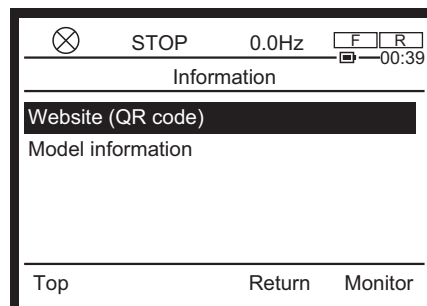 STOP 0.0Hz F R
00:39
Information
Website (QR code)
Model information
Top Return Monitor